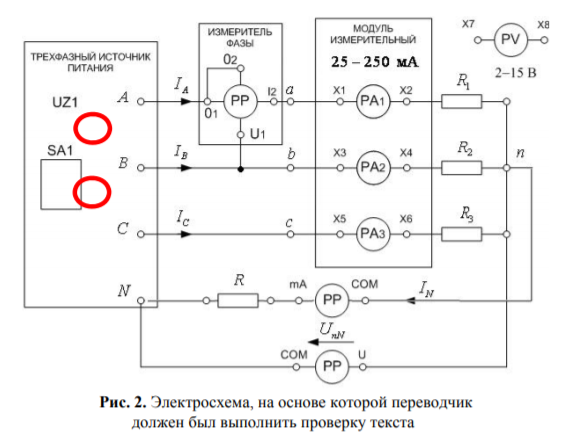 ТРЕХФАЗНЫЙ ИСТОЧНИК
ПИТАНИЯ
UZ1
SA1
A
B
C
N
I_A
I_B
I_C
ИЗМЕРИТЕЛЬ
ФАЗЫ
0₂
0₁
PP
I2
U1
a
b
c
МОДУЛЬ
ИЗМЕРИТЕЛЬНЫЙ
25 – 250 мА
X1 PA1 X2
X3 PA2 X4
X5 PA3 X6
X7 PV X8
2–15 В
R₁
R₂
R₃
n
R
mA PP COM
I_N
U_nN
COM PP U
Рис. 2. Электросхема, на основе которой переводчик
должен был выполнить проверку текста